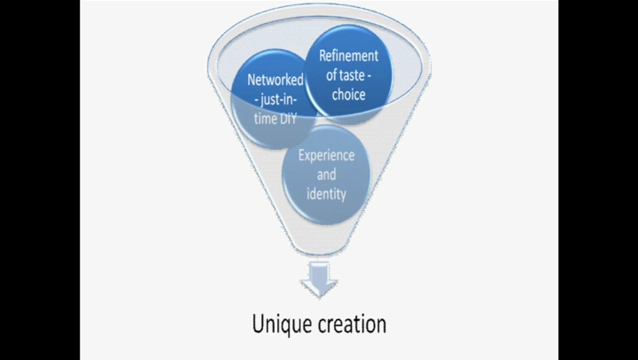 Networked
- just-in-
time DIY
Refinement
of taste -
choice
Experience
and
identity
Unique creation